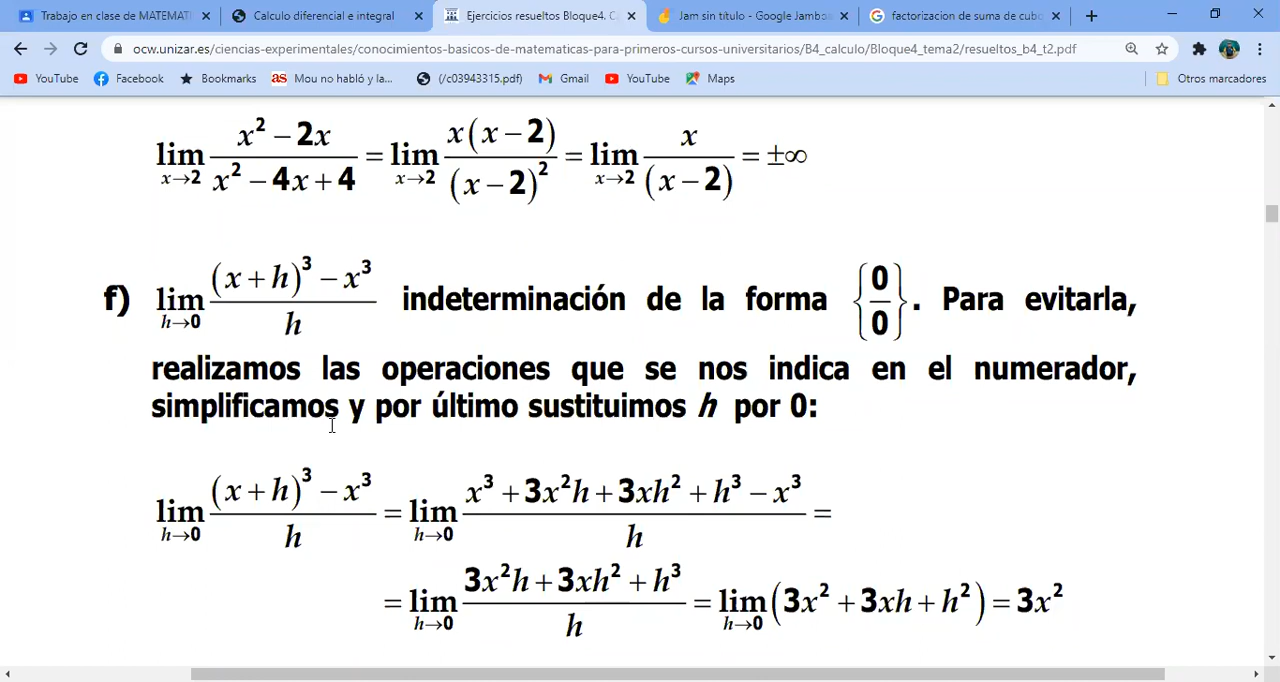 Trabajo en clase de MATEMATI
Calculo diferencial e integral
Ejercicios resueltos Bloque4. C
Jam sin título - Google Jamboa
factorizacion de suma de cubo
ocw.unizar.es/ciencias-experimentales/conocimientos-basicos-de-matematicas-para-primeros-cursos-universitarios/B4_calculo/Bloque4_tema2/resueltos_b4_t2.pdf
YouTube Facebook Bookmarks as Mou no habló y la... (/c03943315.pdf) Gmail YouTube Maps Otros marcadores
lim x→2 (x² − 2x)/(x² − 4x + 4) = lim x→2 x(x − 2)/(x − 2)² = lim x→2 x/(x − 2) = ±∞
f) lim h→0 ((x + h)³ − x³)/h indeterminación de la forma {0/0}. Para evitarla,
realizamos las operaciones que se nos indica en el numerador,
simplificamos y por último sustituimos h por 0:
lim h→0 ((x + h)³ − x³)/h = lim h→0 (x³ + 3x²h + 3xh² + h³ − x³)/h =
= lim h→0 (3x²h + 3xh² + h³)/h = lim h→0 (3x² + 3xh + h²) = 3x²